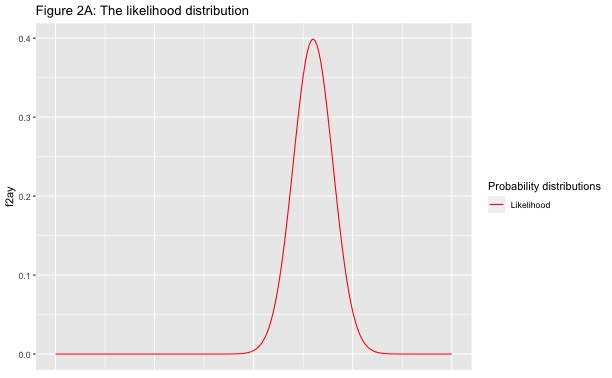 Figure 2A: The likelihood distribution
0.4
0.3
0.2
0.1
0.0
f2ay
Probability distributions
Likelihood